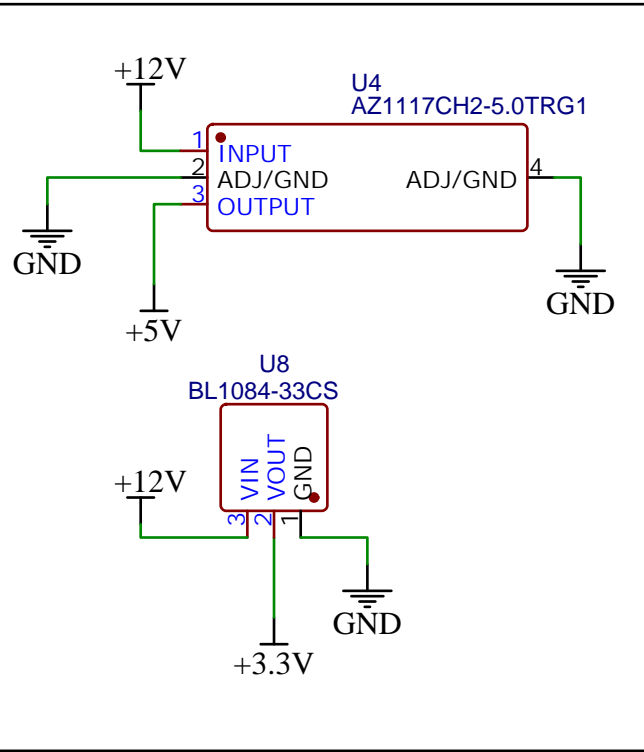 +12V
U4
AZ1117CH2-5.0TRG1
1
INPUT
2
ADJ/GND
ADJ/GND
4
3
OUTPUT
GND
GND
+5V
U8
BL1084-33CS
+12V
VIN
VOUT
GND
3
2
1
GND
+3.3V